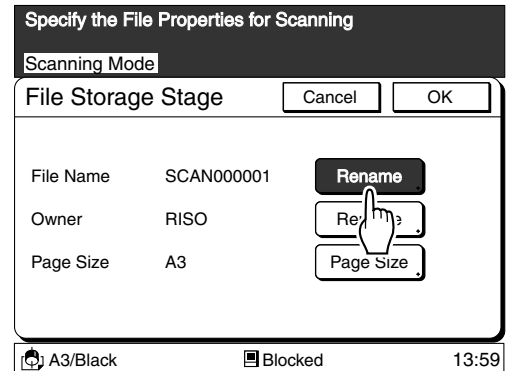 Specify the File Properties for Scanning
Scanning Mode
File Storage Stage Cancel OK
File Name SCAN000001 Rename
Owner RISO
Page Size A3 Page Size
A3/Black Blocked 13:59